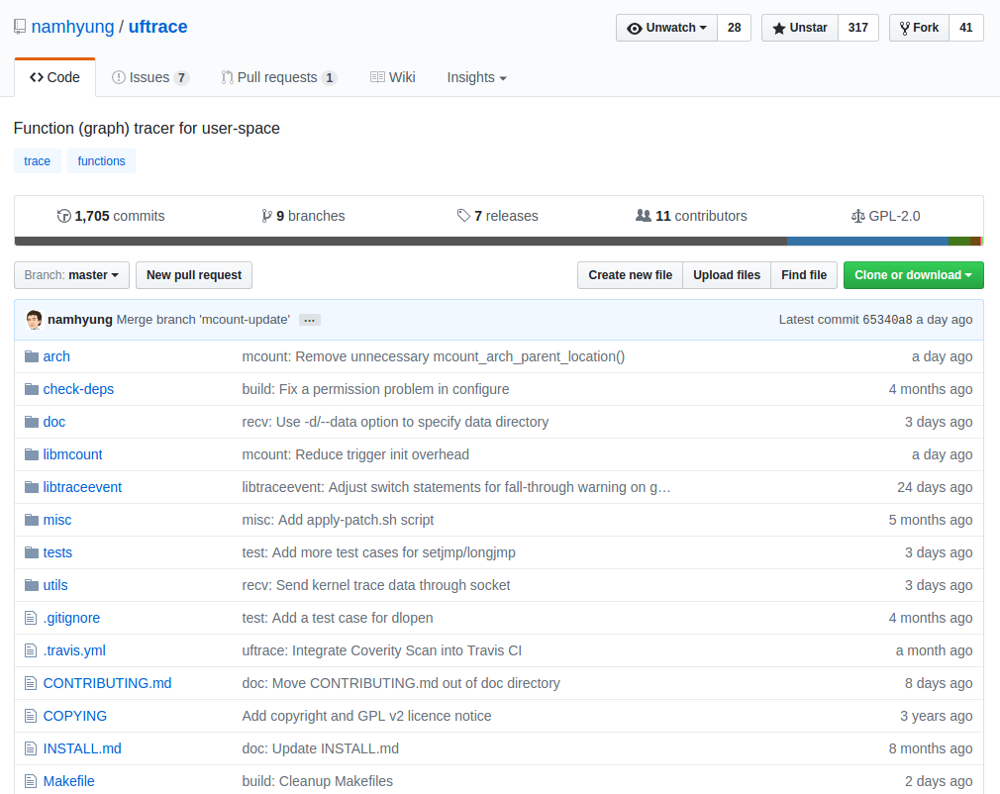 namhyung / uftrace Unwatch 28 Unstar 317 Fork 41
Code Issues 7 Pull requests 1 Wiki Insights
Function (graph) tracer for user-space
trace functions
1,705 commits 9 branches 7 releases 11 contributors GPL-2.0
Branch: master New pull request Create new file Upload files Find file Clone or download
namhyung Merge branch 'mcount-update' … Latest commit 65340a8 a day ago
arch mcount: Remove unnecessary mcount_arch_parent_location() a day ago
check-deps build: Fix a permission problem in configure 4 months ago
doc recv: Use -d/--data option to specify data directory 3 days ago
libmcount mcount: Reduce trigger init overhead a day ago
libtraceevent libtraceevent: Adjust switch statements for fall-through warning on g… 24 days ago
misc misc: Add apply-patch.sh script 5 months ago
tests test: Add more test cases for setjmp/longjmp 3 days ago
utils recv: Send kernel trace data through socket 3 days ago
.gitignore test: Add a test case for dlopen 4 months ago
.travis.yml uftrace: Integrate Coverity Scan into Travis CI a month ago
CONTRIBUTING.md doc: Move CONTRIBUTING.md out of doc directory 8 days ago
COPYING Add copyright and GPL v2 licence notice 3 years ago
INSTALL.md doc: Update INSTALL.md 8 months ago
Makefile build: Cleanup Makefiles 2 days ago